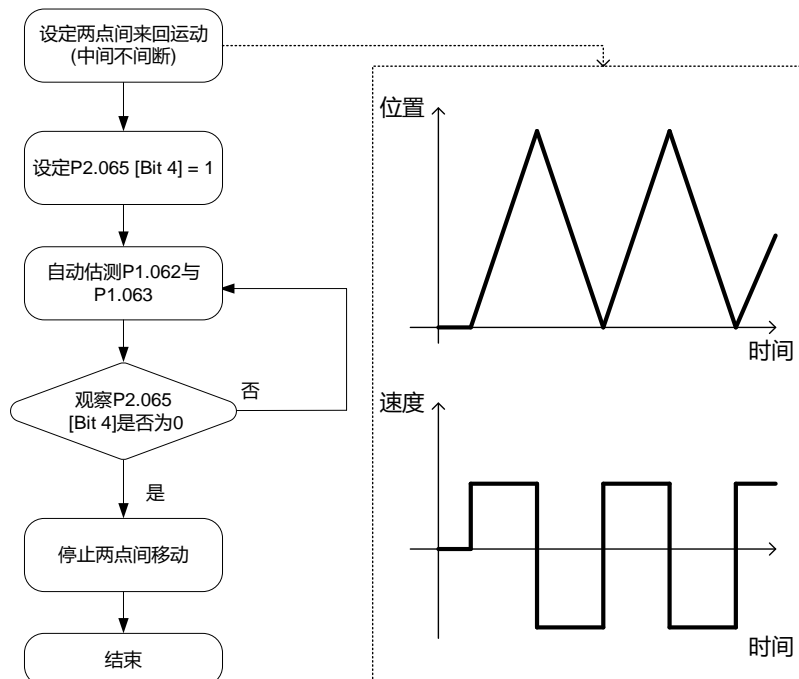 设定两点间来回运动
(中间不间断)
设定P2.065 [Bit 4] = 1
自动估测P1.062与
P1.063
观察P2.065
[Bit 4]是否为0
否
是
停止两点间移动
结束
位置
时间
速度
时间